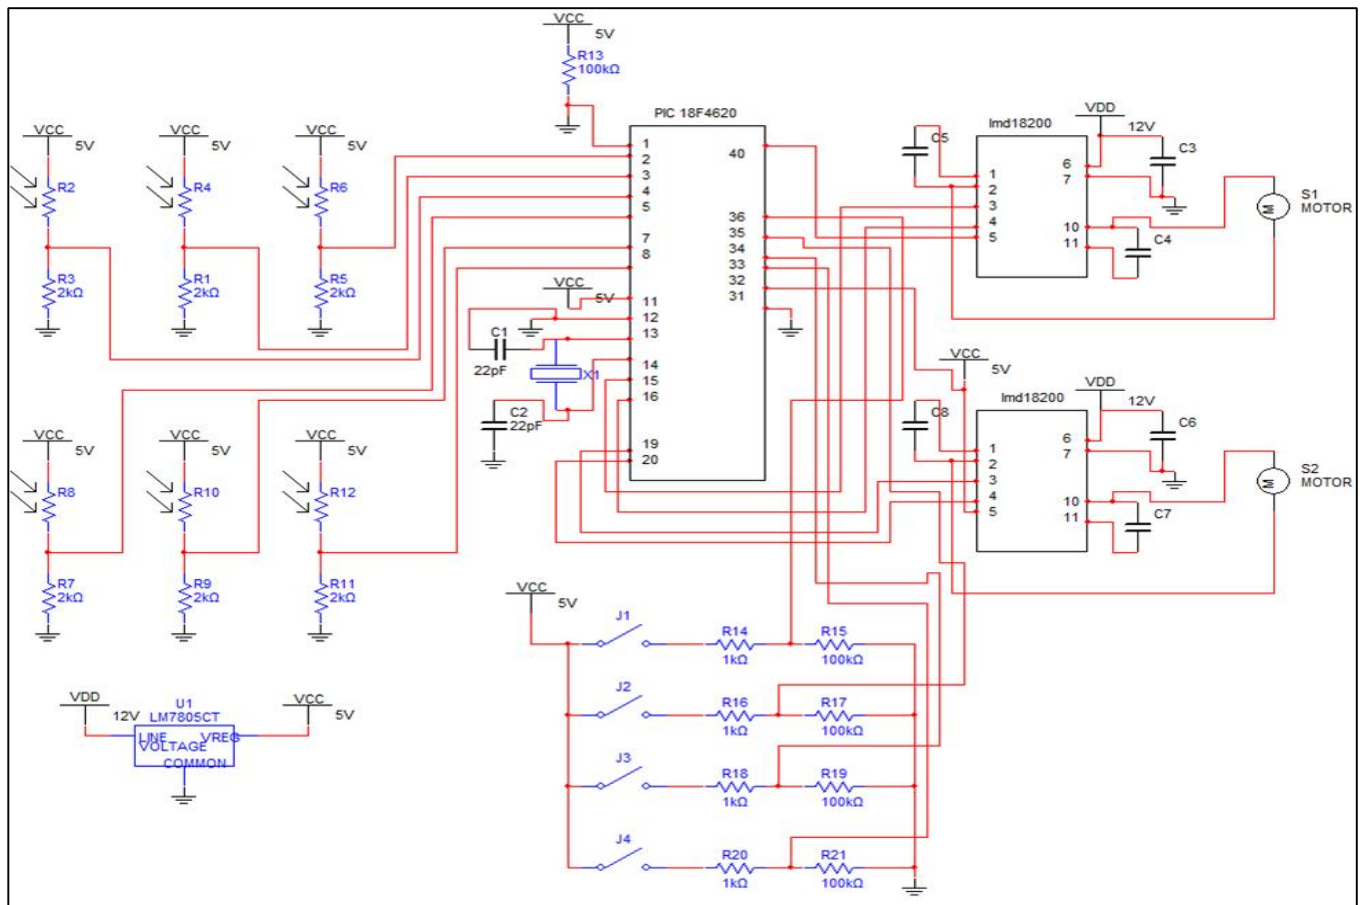 VCC
5V
R13
100kΩ
PIC 18F4620
VCC
5V
R2
R3
2kΩ
VCC
5V
R4
R1
2kΩ
VCC
5V
R6
R5
2kΩ
1
2
3
4
5
7
8
11
12
13
14
15
16
19
20
40
36
35
34
33
32
31
VCC
5V
C1
22pF
X1
C2
22pF
lmd18200
1
2
3
4
5
6
7
10
11
C5
VDD
12V
C3
C4
S1
MOTOR
VCC
5V
lmd18200
1
2
3
4
5
6
7
10
11
C8
VDD
12V
C6
C7
S2
MOTOR
VCC
5V
R8
R7
2kΩ
VCC
5V
R10
R9
2kΩ
VCC
5V
R12
R11
2kΩ
VDD
12V
U1
LM7805CT
LINE VREG
VOLTAGE
COMMON
VCC
5V
VCC
5V
J1
R14
1kΩ
R15
100kΩ
J2
R16
1kΩ
R17
100kΩ
J3
R18
1kΩ
R19
100kΩ
J4
R20
1kΩ
R21
100kΩ
M
M